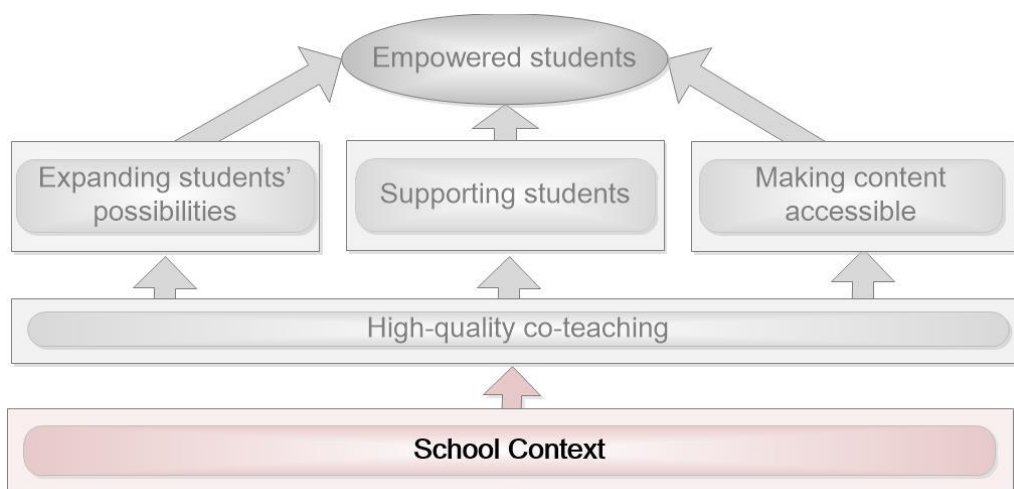 Empowered students
Expanding students’
possibilities
Supporting students
Making content
accessible
High-quality co-teaching
School Context